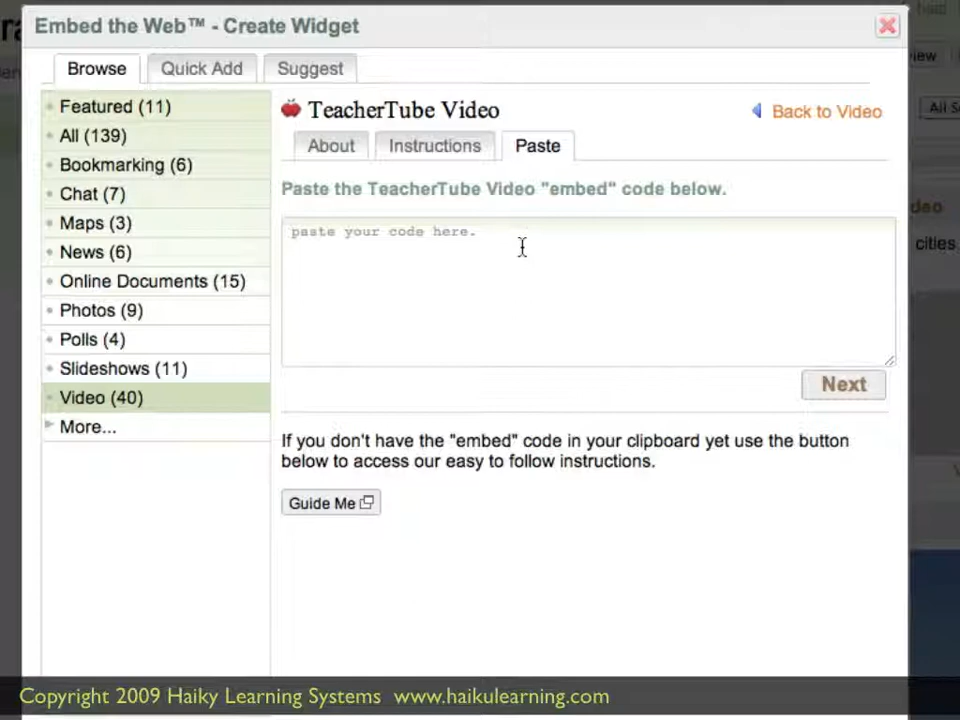 Embed the Web™ - Create Widget
Browse
Quick Add
Suggest
Featured (11)
All (139)
Bookmarking (6)
Chat (7)
Maps (3)
News (6)
Online Documents (15)
Photos (9)
Polls (4)
Slideshows (11)
Video (40)
More...
TeacherTube Video
Back to Video
About
Instructions
Paste
Paste the TeacherTube Video "embed" code below.
paste your code here.
Next
If you don't have the "embed" code in your clipboard yet use the button
below to access our easy to follow instructions.
Guide Me
cities
Copyright 2009 Haiky Learning Systems www.haikulearning.com